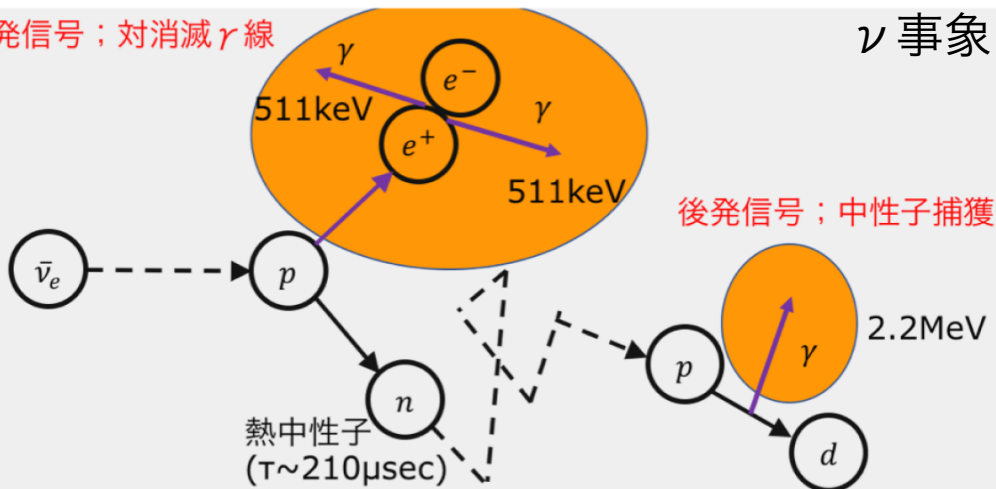 発信号；対消滅γ線
ν事象
γ
e⁻
511keV
γ
e⁺
511keV
後発信号；中性子捕獲
ν̄ₑ
p
2.2MeV
p
γ
n
熱中性子
(τ~210μsec)
d